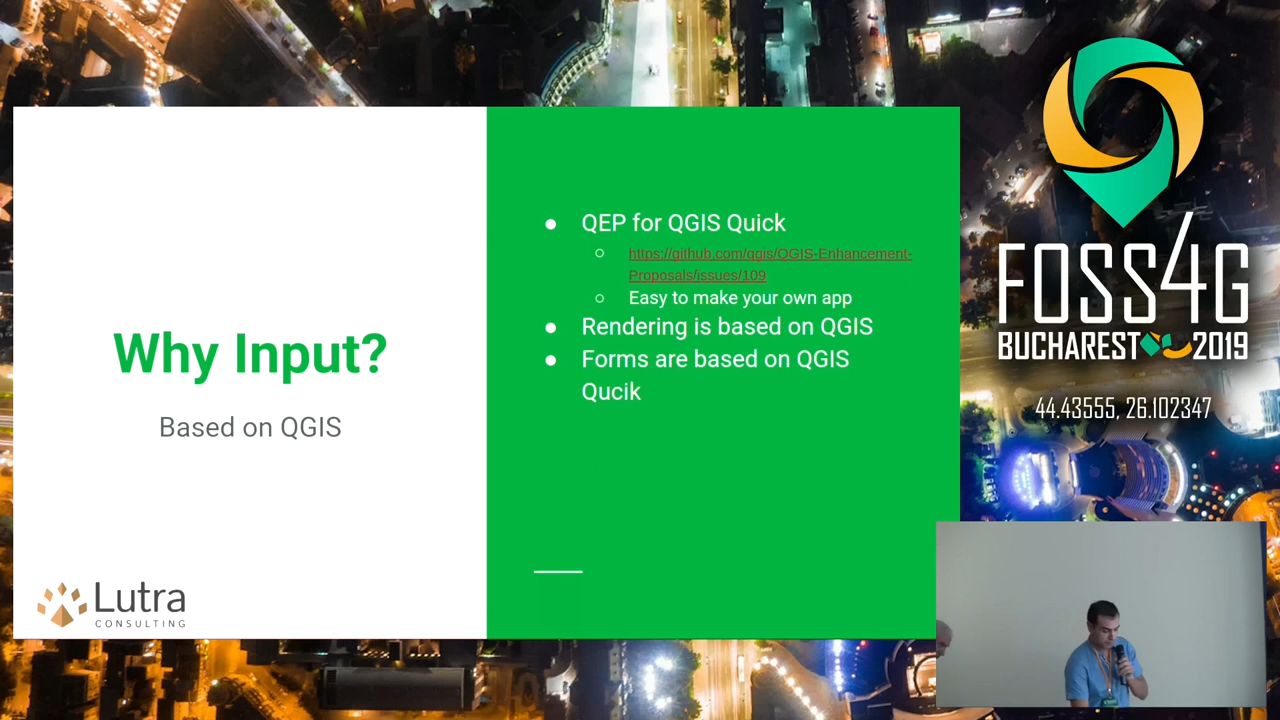 Why Input?
Based on QGIS
Lutra
CONSULTING
QEP for QGIS Quick
https://github.com/qgis/QGIS-Enhancement-
Proposals/issues/109
Easy to make your own app
Rendering is based on QGIS
Forms are based on QGIS
Qucik
FOSS4G
BUCHAREST 2019
44.43555, 26.102347